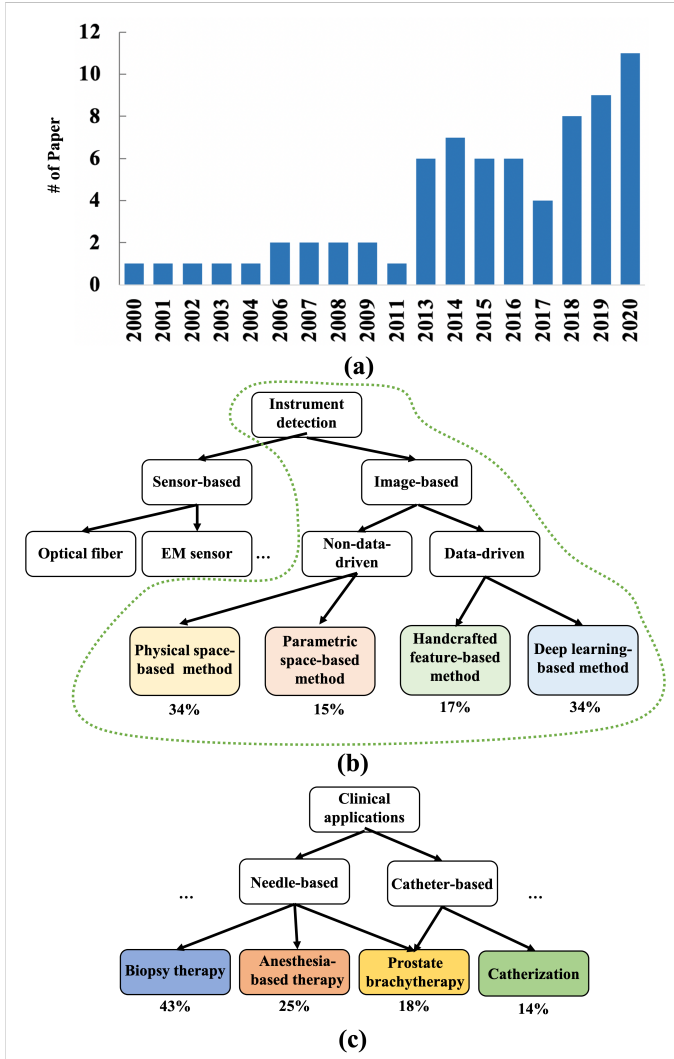 12
10
8
6
4
2
0
# of Paper
2000
2001
2002
2003
2004
2006
2007
2008
2009
2011
2013
2014
2015
2016
2017
2018
2019
2020
(a)
Instrument
detection
Sensor-based
Image-based
Optical fiber
EM sensor
...
Non-data-
driven
Data-driven
Physical space-
based method
Parametric
space-based
method
Handcrafted
feature-based
method
Deep learning-
based method
34%
15%
17%
34%
(b)
Clinical
applications
...
Needle-based
Catheter-based
...
Biopsy therapy
Anesthesia-
based therapy
Prostate
brachytherapy
Catherization
43%
25%
18%
14%
(c)